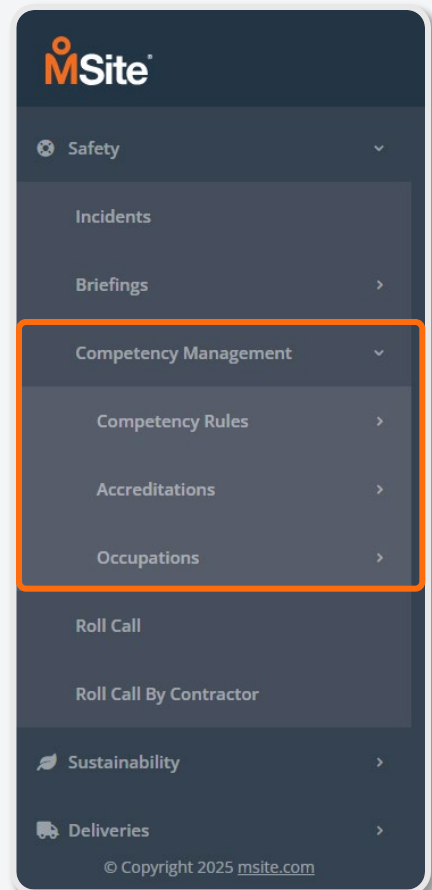 MSite®
Safety
Incidents
Briefings
Competency Management
Competency Rules
Accreditations
Occupations
Roll Call
Roll Call By Contractor
Sustainability
Deliveries
© Copyright 2025 msite.com